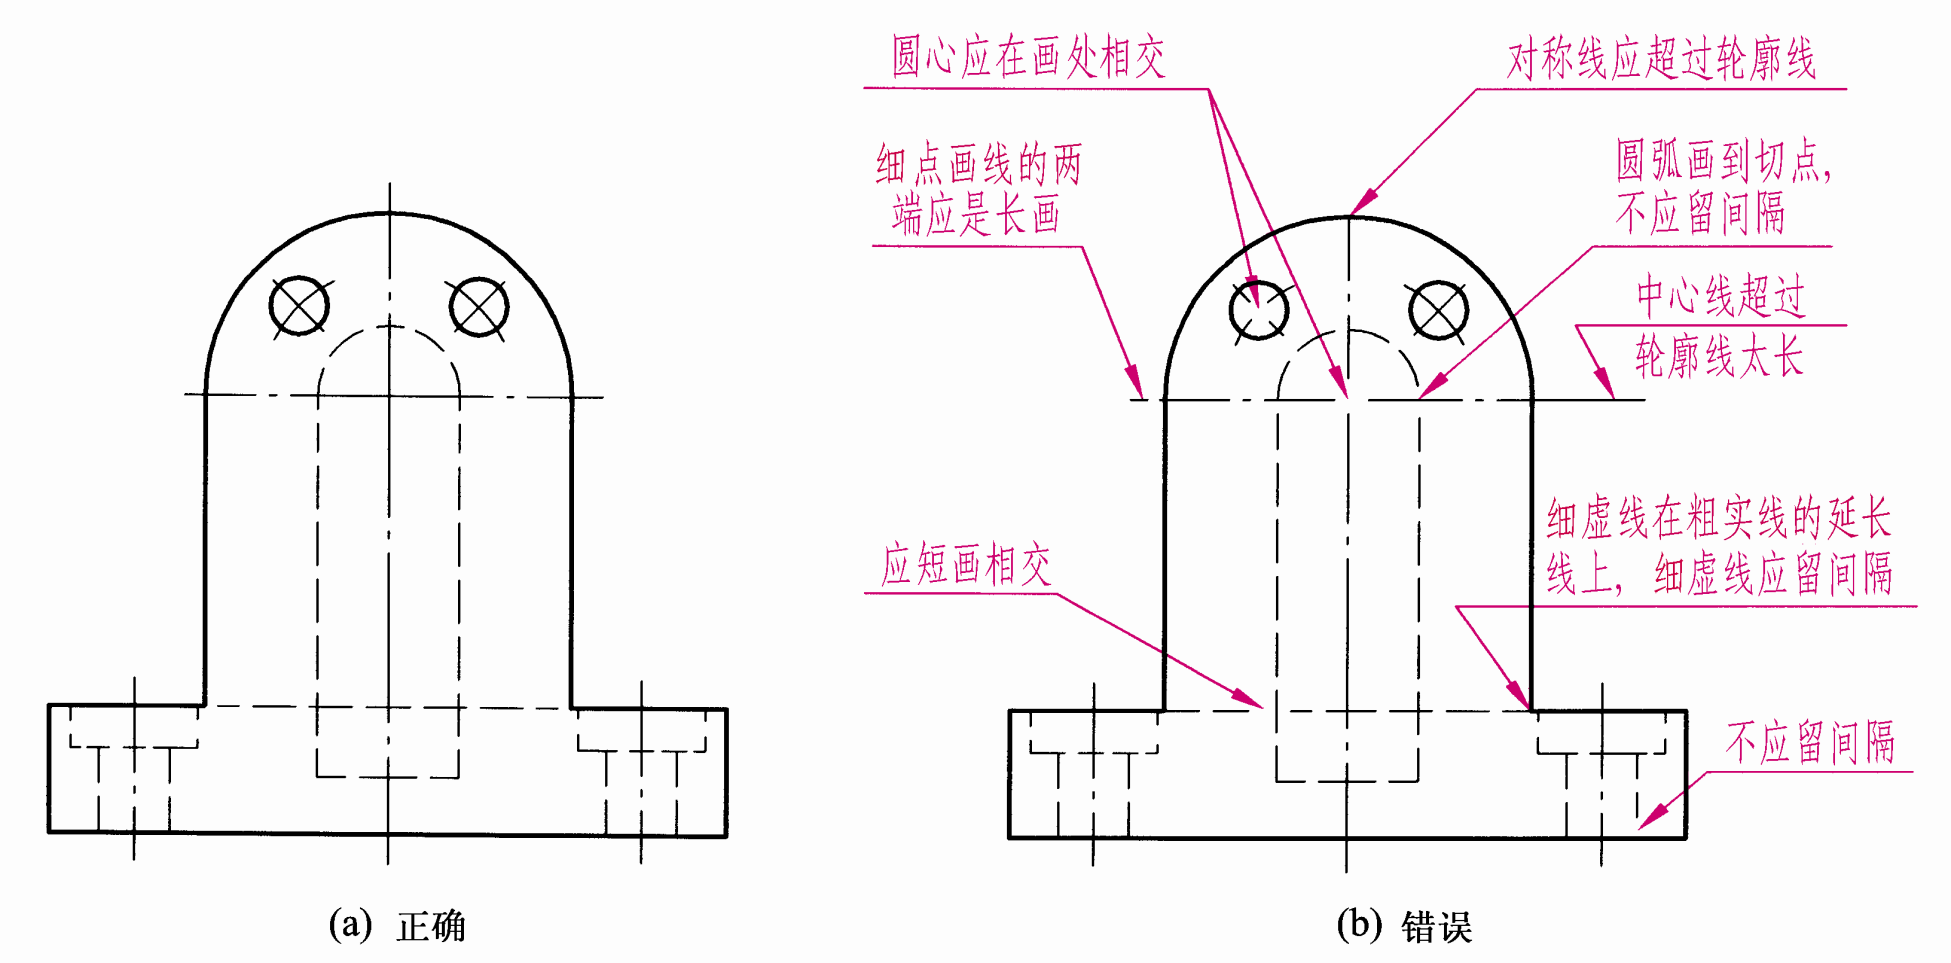 圆心应在画处相交
对称线应超过轮廓线
细点画线的两
端应是长画
圆弧画到切点，
不应留间隔
中心线超过
轮廓线太长
细虚线在粗实线的延长
线上，细虚线应留间隔
应短画相交
不应留间隔
(a) 正确
(b) 错误